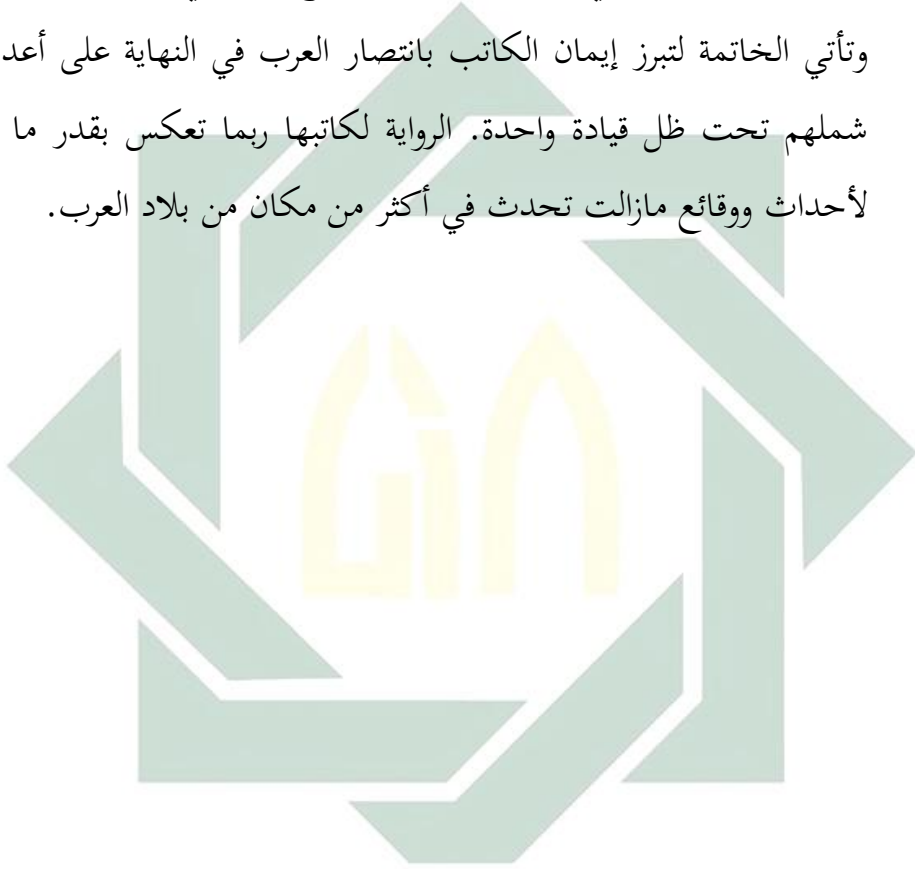 وتأتي الخاتمة لتبرز إيمان الكاتب بانتصار العرب في النهاية على أعد
شملهم تحت ظل قيادة واحدة. الرواية لكاتبها ربما تعكس بقدر ما
لأحداث ووقائع مازالت تحدث في أكثر من مكان من بلاد العرب.